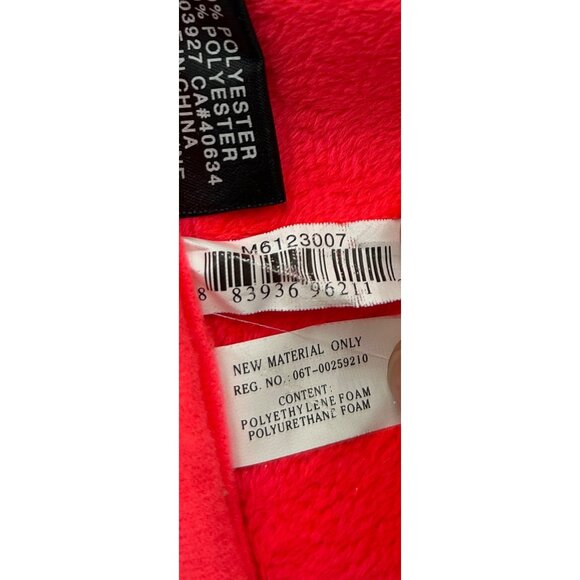 % POLYESTER
% POLYESTER
03927 CA#40634
IN CHINA
M6123007
8 83936 96211
NEW MATERIAL ONLY
REG. NO.:06T-00259210
CONTENT:
POLYETHYLENE FOAM
POLYURETHANE FOAM